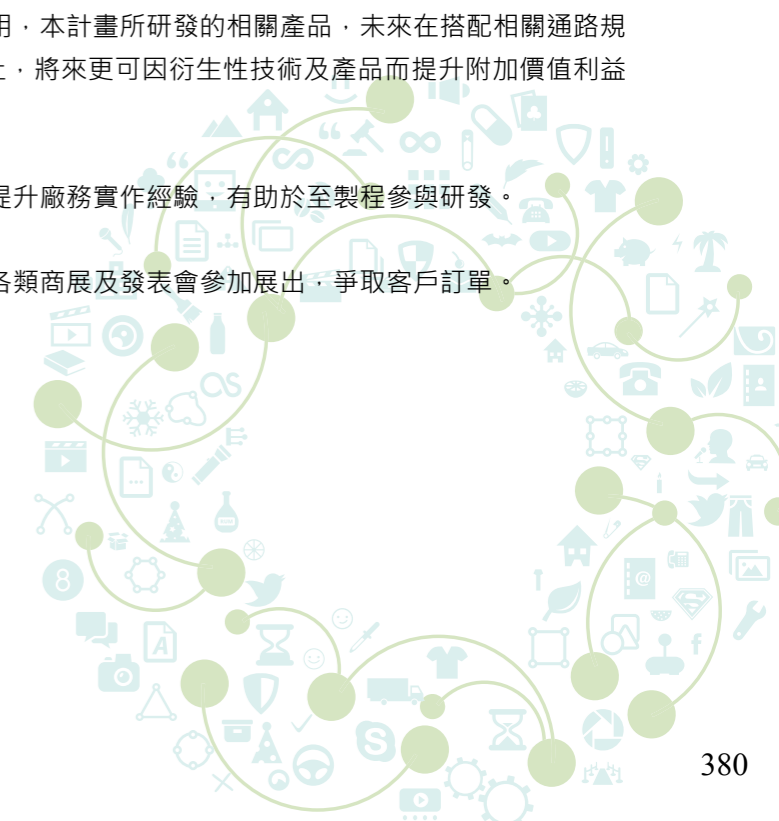 用，本計畫所研發的相關產品，未來在搭配相關通路規
上，將來更可因衍生性技術及產品而提升附加價值利益
提升廠務實作經驗，有助於至製程參與研發。
各類商展及發表會參加展出，爭取客戶訂單。
380